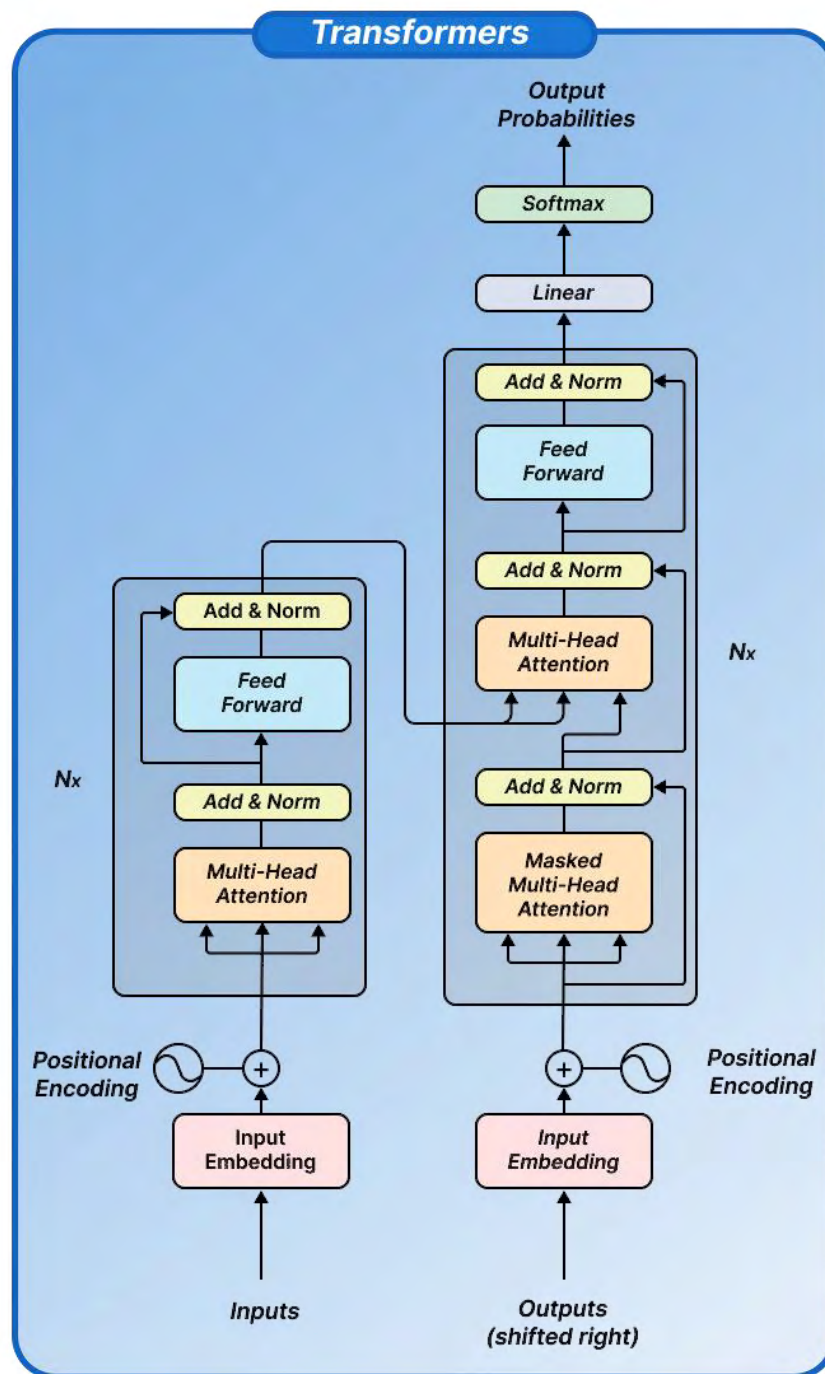 Transformers
Output
Probabilities
Softmax
Linear
Add & Norm
Feed
Forward
Add & Norm
Multi-Head
Attention
Nx
Add & Norm
Masked
Multi-Head
Attention
Add & Norm
Feed
Forward
Nx
Add & Norm
Multi-Head
Attention
Positional
Encoding
+
+
Positional
Encoding
Input
Embedding
Input
Embedding
Inputs
Outputs
(shifted right)